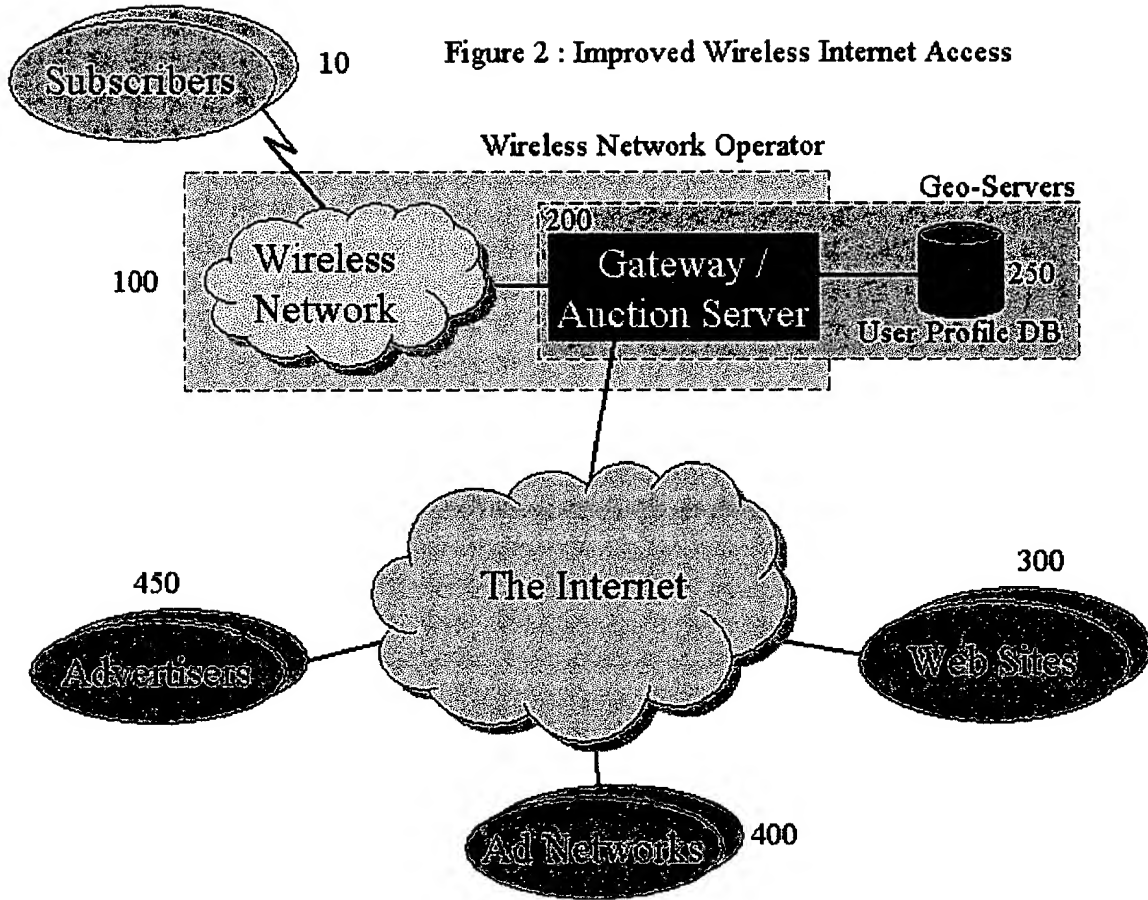 Subscribers
10
Figure 2 : Improved Wireless Internet Access
Wireless Network Operator
Geo-Servers
100
Wireless
Network
200
Gateway /
Auction Server
250
User Profile DB
The Internet
450
Advertisers
300
Web Sites
Ad Networks
400